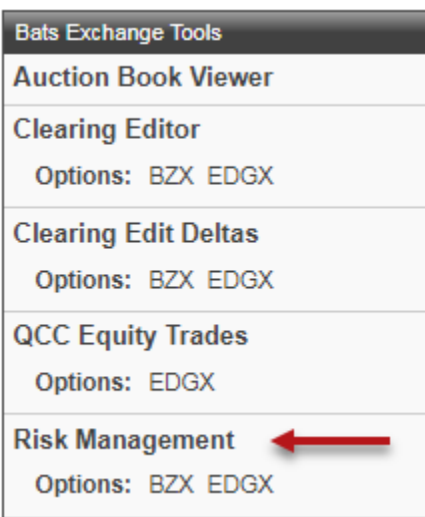 Bats Exchange Tools
Auction Book Viewer
Clearing Editor
Options: BZX EDGX
Clearing Edit Deltas
Options: BZX EDGX
QCC Equity Trades
Options: EDGX
Risk Management
Options: BZX EDGX